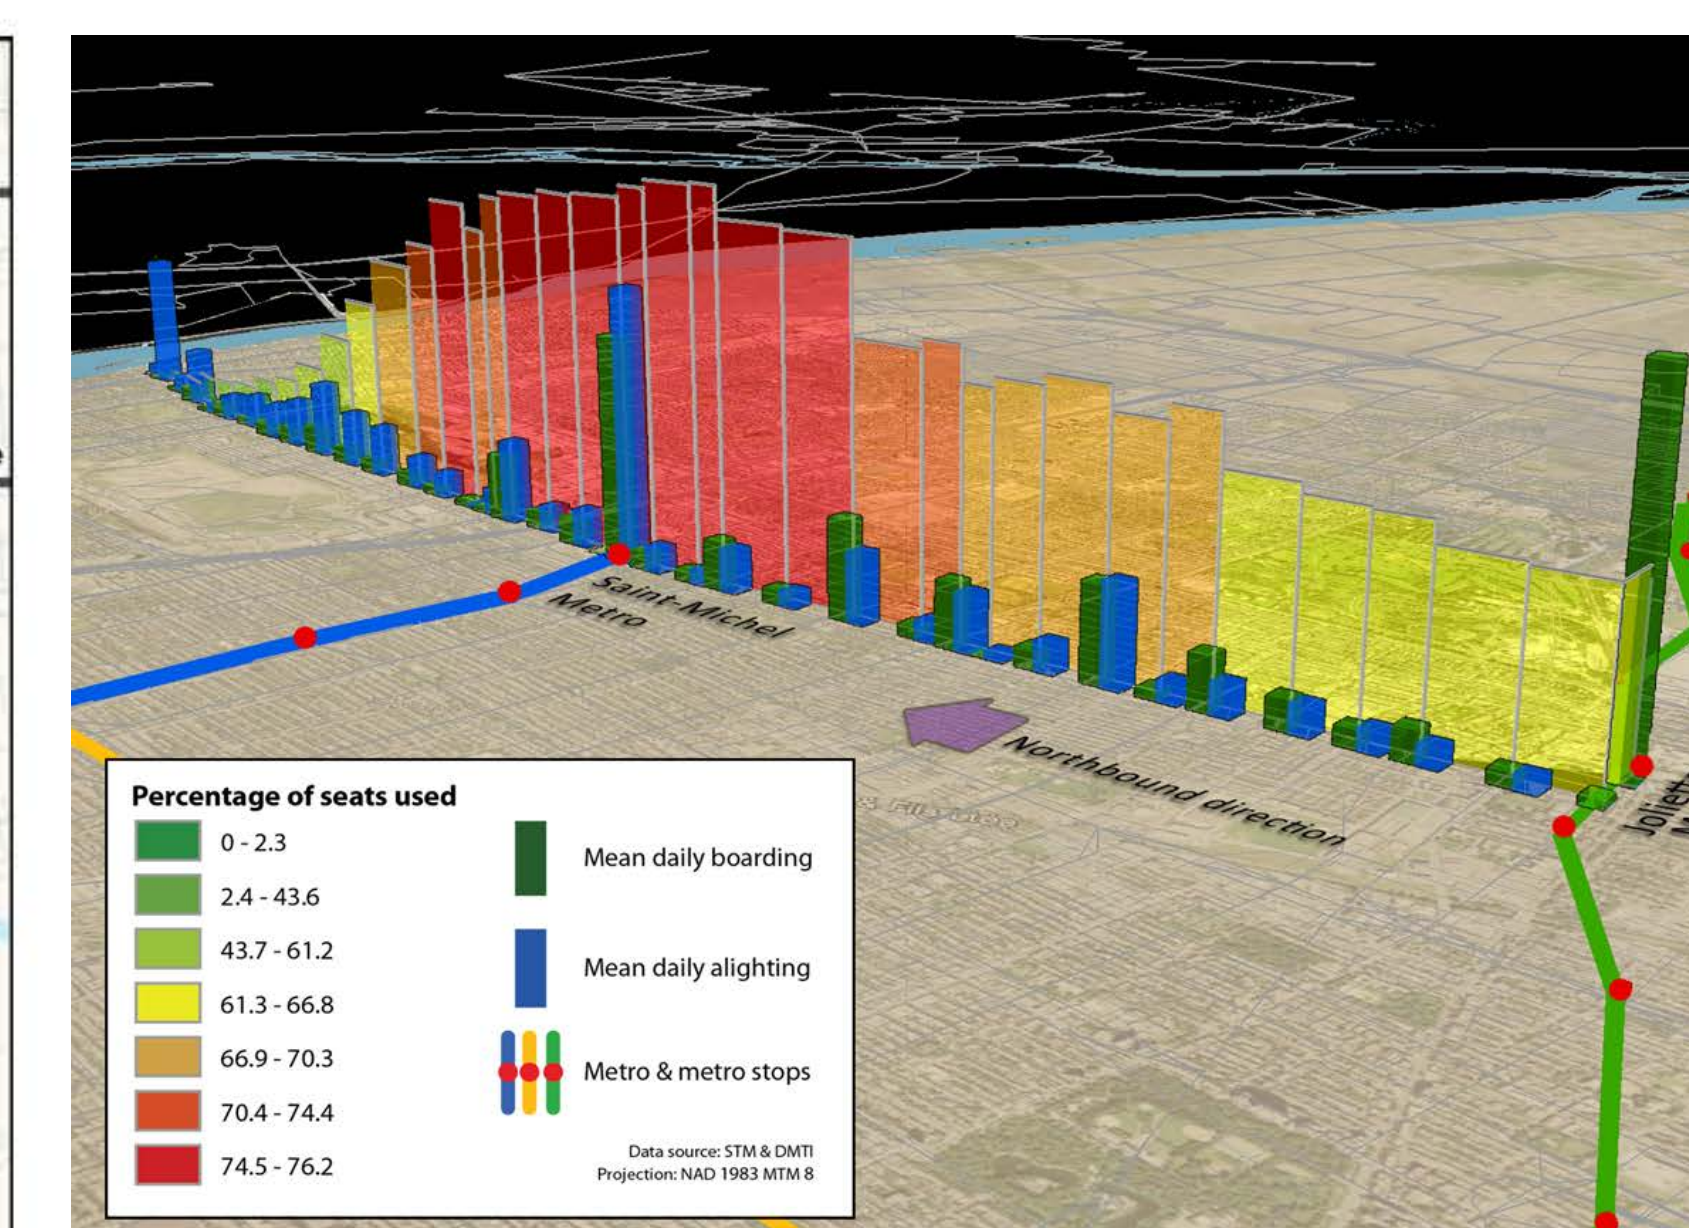 Saint-Michel
Metro
Northbound direction
Percentage of seats used
0 - 2.3
2.4 - 43.6
43.7 - 61.2
61.3 - 66.8
66.9 - 70.3
70.4 - 74.4
74.5 - 76.2
Mean daily boarding
Mean daily alighting
Metro & metro stops
Data source: STM & DMTI
Projection: NAD 1983 MTM 8